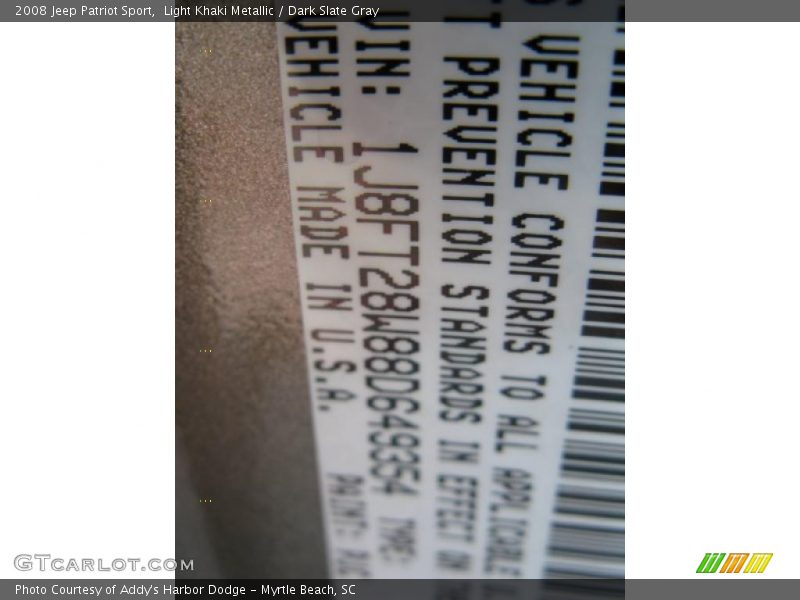 2008 Jeep Patriot Sport,  Light Khaki Metallic / Dark Slate Gray
VEHICLE CONFORMS TO ALL APPLICABLE
PREVENTION STANDARDS IN EFFECT ON
VIN: 1J8FT28W88D649354 TYPE:
VEHICLE MADE IN U.S.A. PAINT:
GTCARLOT.COM
Photo Courtesy of Addy's Harbor Dodge – Myrtle Beach, SC